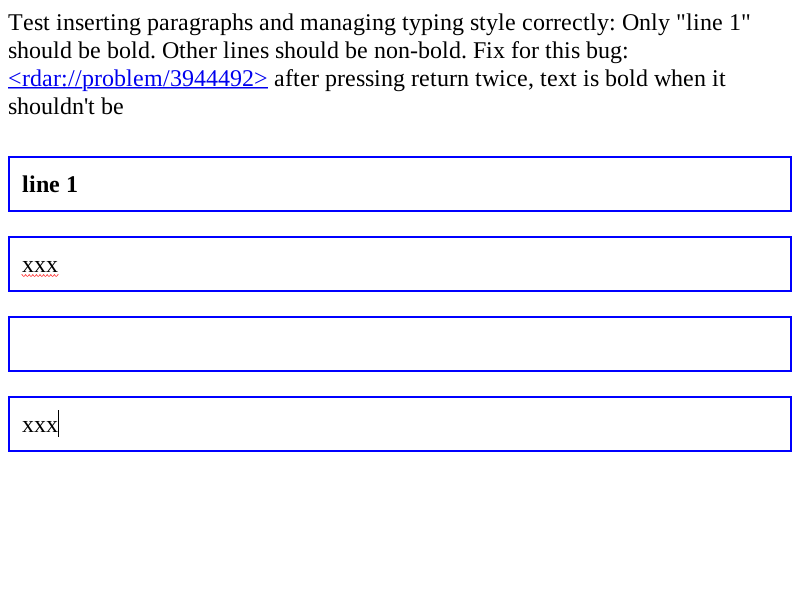 Test inserting paragraphs and managing typing style correctly: Only "line 1"
should be bold. Other lines should be non-bold. Fix for this bug:
<rdar://problem/3944492> after pressing return twice, text is bold when it
shouldn't be
line 1
xxx
xxx